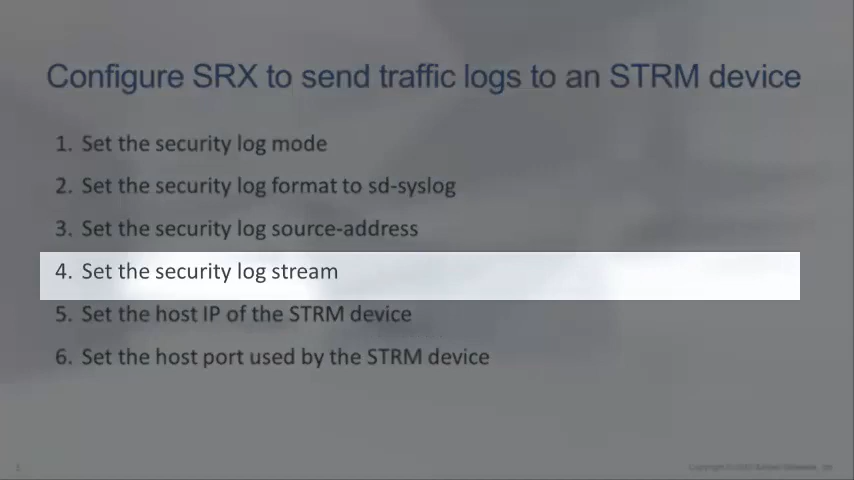 Configure SRX to send traffic logs to an STRM device
1. Set the security log mode
2. Set the security log format to sd-syslog
3. Set the security log source-address
4. Set the security log stream
5. Set the host IP of the STRM device
6. Set the host port used by the STRM device